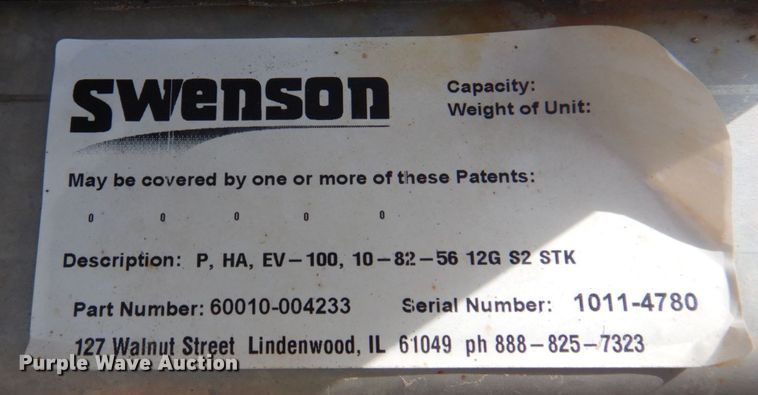 SWENSON
Capacity:
Weight of Unit:
May be covered by one or more of these Patents:
0 0 0 0 0
Description: P, HA, EV-100, 10-82-56 12G S2 STK
Part Number: 60010-004233 Serial Number: 1011-4780
127 Walnut Street Lindenwood, IL 61049 ph 888-825-7323
Purple Wave Auction